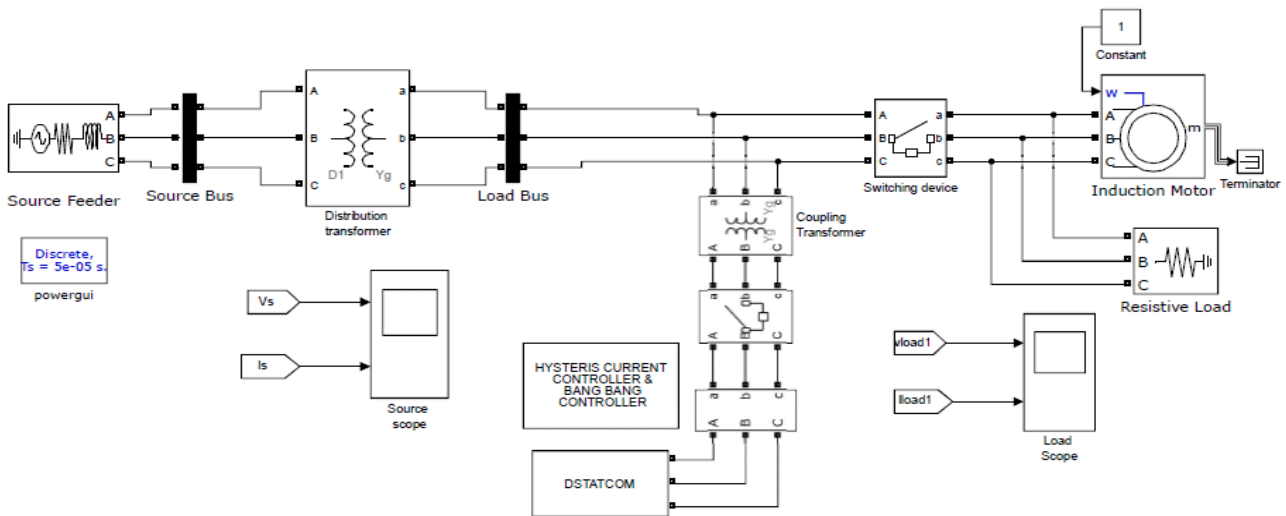 1
Constant
A
B
C
Source Feeder
Source Bus
A
B
C
a
b
c
D1
Yg
Distribution
transformer
Load Bus
A
B
C
a
b
c
Switching device
w
A
B
C
m
Induction Motor
Terminator
a
b
c
Yg
Yg
A
B
C
Coupling
Transformer
A
B
C
Resistive Load
Discrete,
Ts = 5e-05 s.
powergui
Vs
Is
Source
scope
a
b
c
A
B
C
HYSTERIS CURRENT
CONTROLLER &
BANG BANG
CONTROLLER
a
b
c
A
B
C
DSTATCOM
vload1
Iload1
Load
Scope